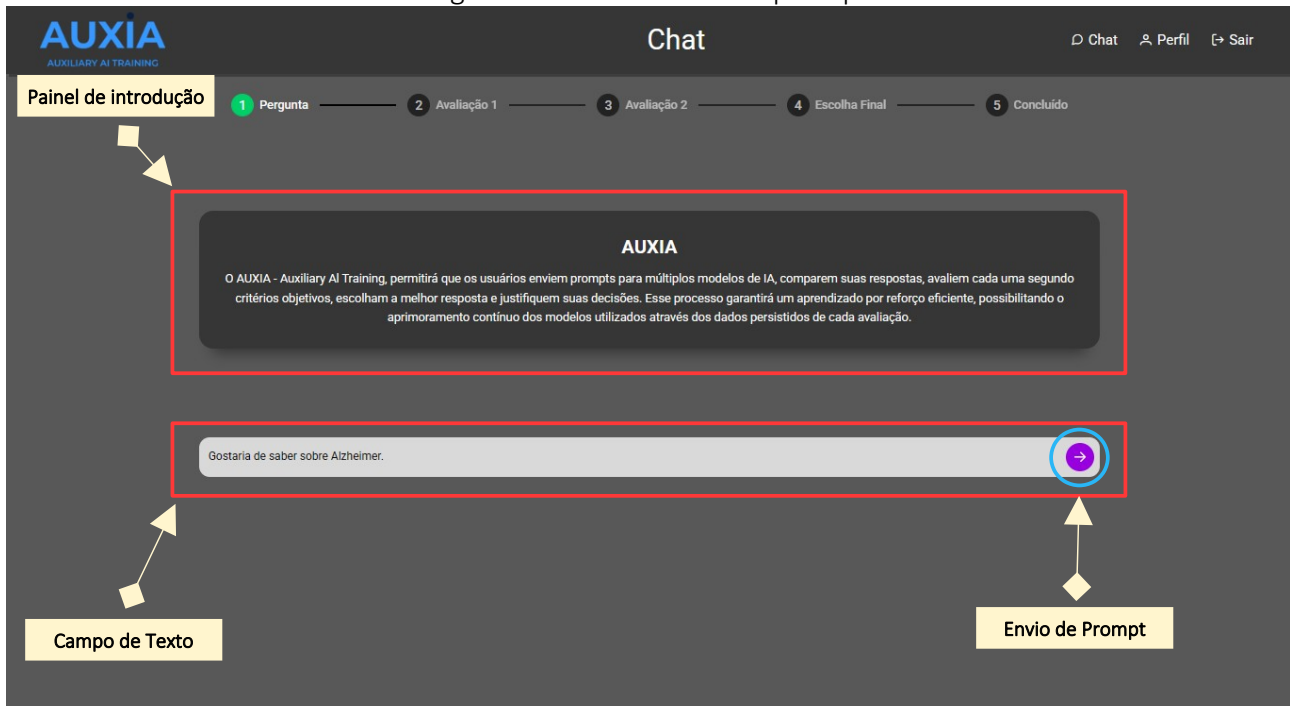 AUXIA
AUXILIARY AI TRAINING
Chat
Chat
Perfil
Sair
Painel de introdução
1 Pergunta
2 Avaliação 1
3 Avaliação 2
4 Escolha Final
5 Concluído
AUXIA
O AUXIA - Auxiliary AI Training, permitirá que os usuários enviem prompts para múltiplos modelos de IA, comparem suas respostas, avaliem cada uma segundo
critérios objetivos, escolham a melhor resposta e justifiquem suas decisões. Esse processo garantirá um aprendizado por reforço eficiente, possibilitando o
aprimoramento contínuo dos modelos utilizados através dos dados persistidos de cada avaliação.
Gostaria de saber sobre Alzheimer.
Campo de Texto
Envio de Prompt